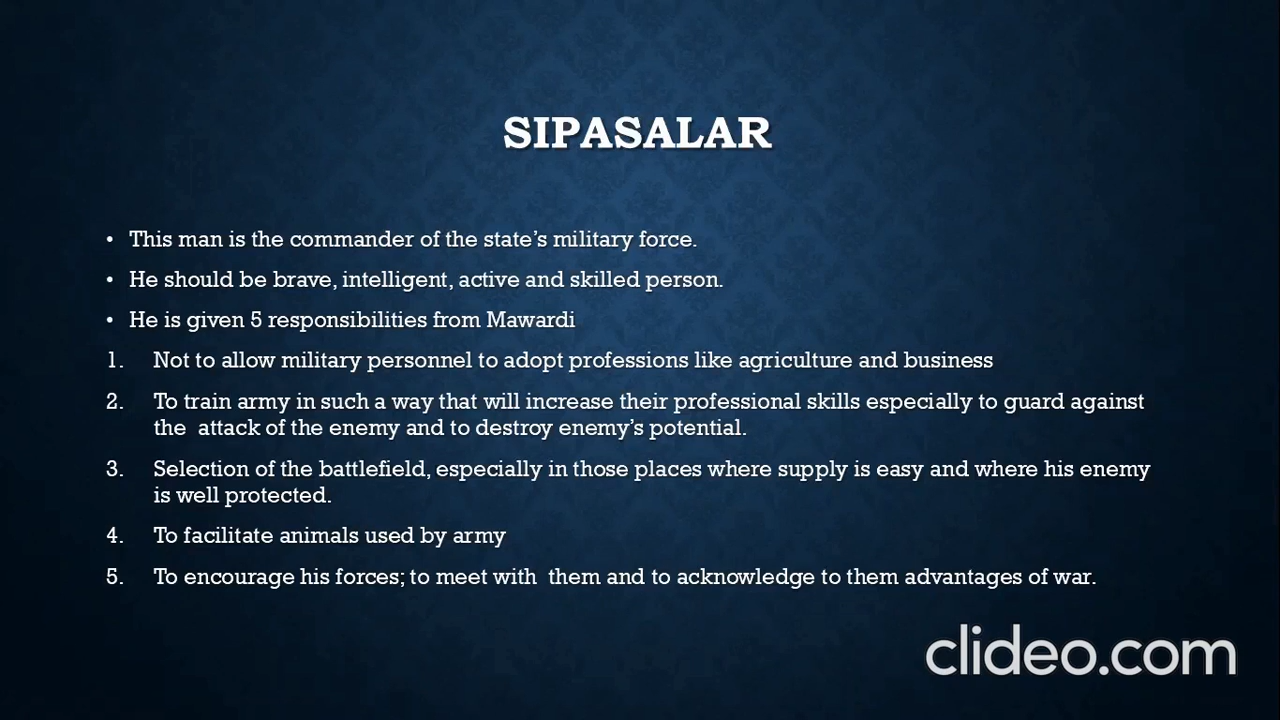 SIPASALAR
• This man is the commander of the state's military force.
• He should be brave, intelligent, active and skilled person.
• He is given 5 responsibilities from Mawardi
1. Not to allow military personnel to adopt professions like agriculture and business
2. To train army in such a way that will increase their professional skills especially to guard against
the  attack of the enemy and to destroy enemy's potential.
3. Selection of the battlefield, especially in those places where supply is easy and where his enemy
is well protected.
4. To facilitate animals used by army
5. To encourage his forces; to meet with  them and to acknowledge to them advantages of war.
clideo.com